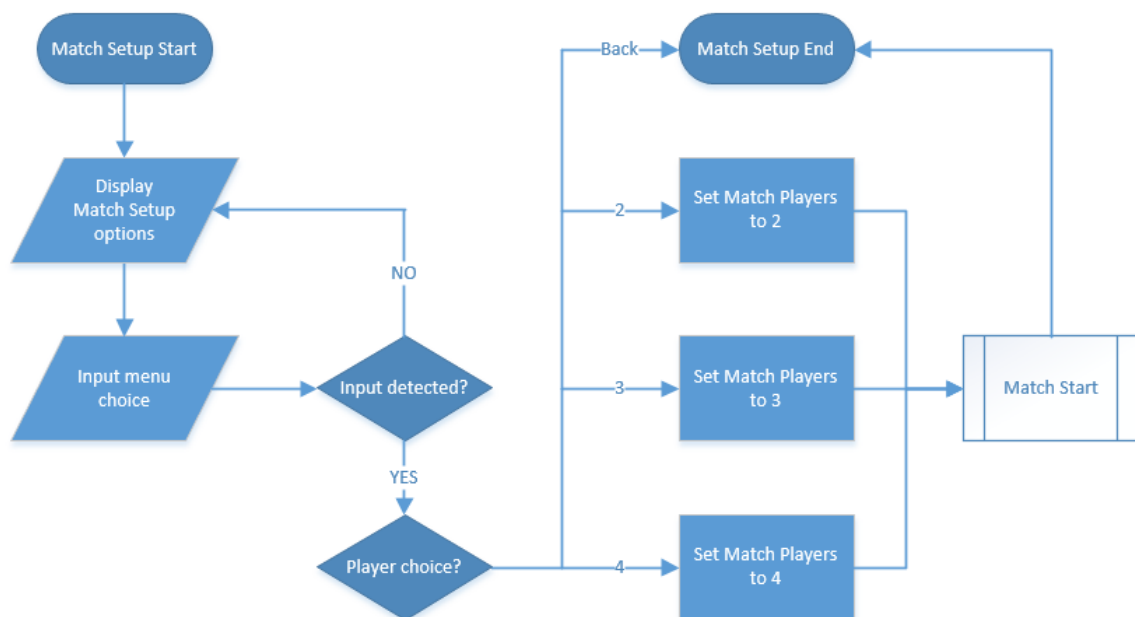 Match Setup Start
Back
Match Setup End
Display
Match Setup
options
2
Set Match Players
to 2
NO
Input menu
choice
Input detected?
3
Set Match Players
to 3
Match Start
YES
Player choice?
4
Set Match Players
to 4